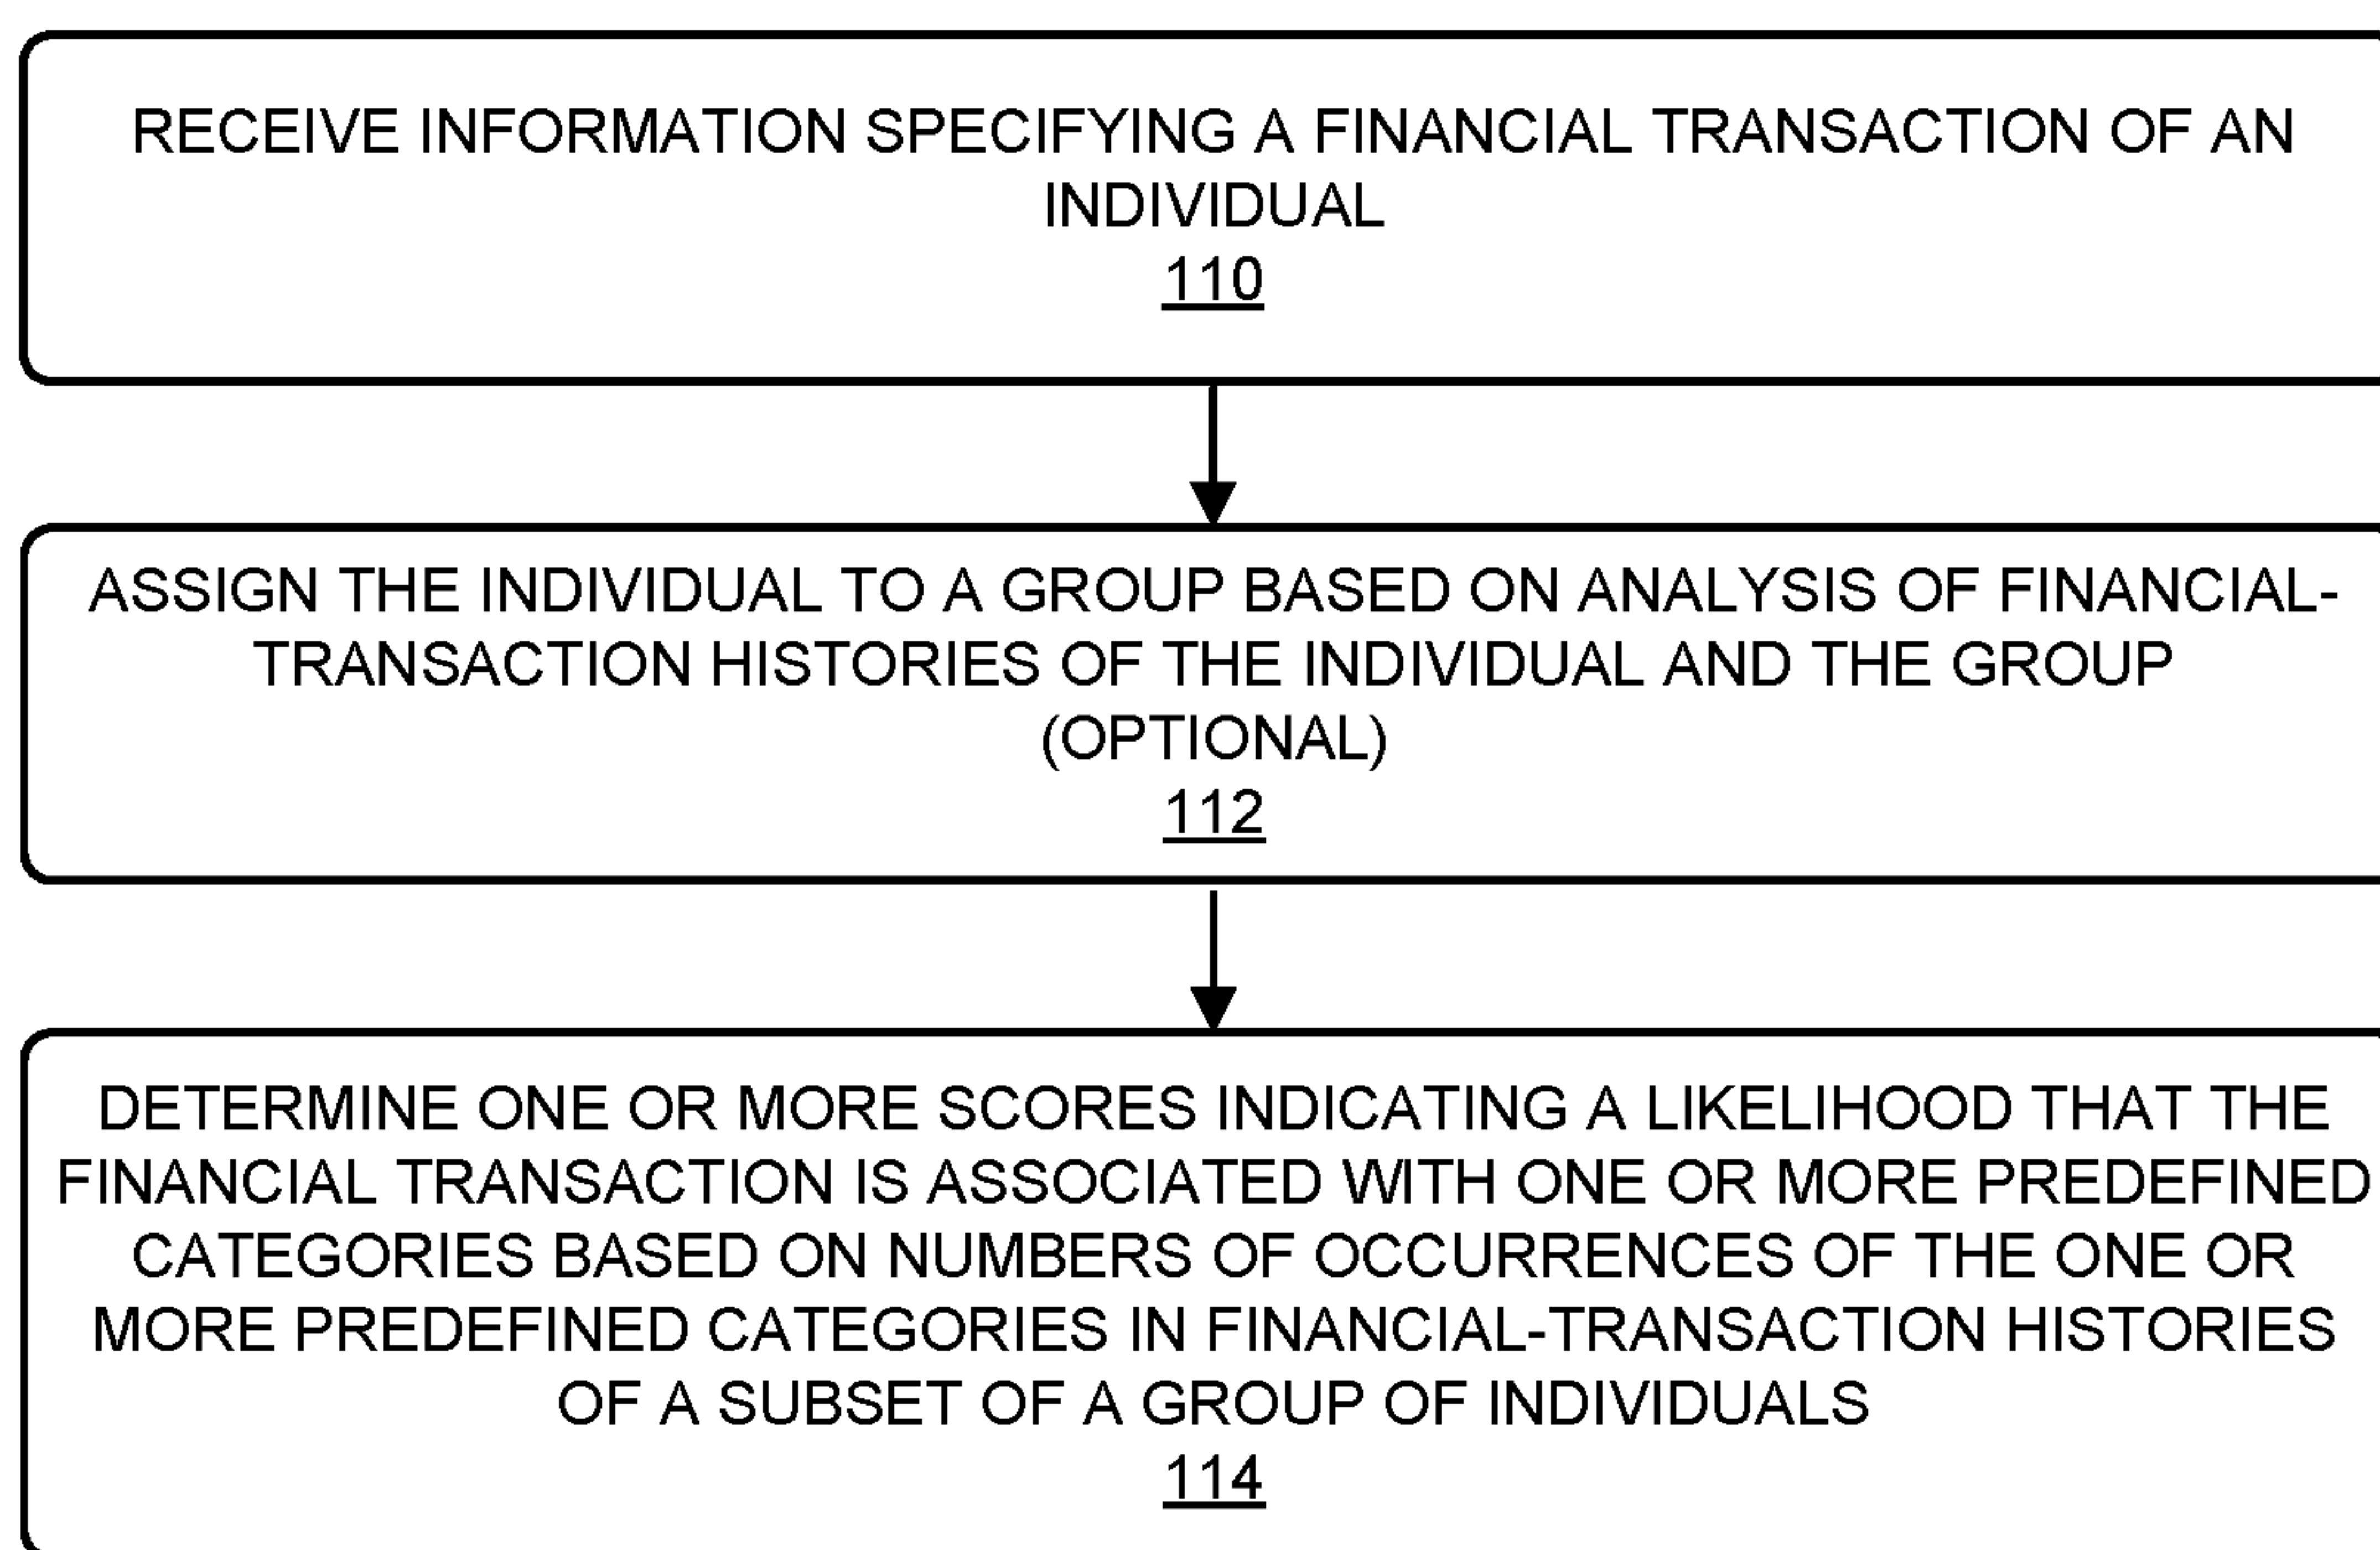 RECEIVE INFORMATION SPECIFYING A FINANCIAL TRANSACTION OF AN
INDIVIDUAL
110
ASSIGN THE INDIVIDUAL TO A GROUP BASED ON ANALYSIS OF FINANCIAL-
TRANSACTION HISTORIES OF THE INDIVIDUAL AND THE GROUP
(OPTIONAL)
112
DETERMINE ONE OR MORE SCORES INDICATING A LIKELIHOOD THAT THE
FINANCIAL TRANSACTION IS ASSOCIATED WITH ONE OR MORE PREDEFINED
CATEGORIES BASED ON NUMBERS OF OCCURRENCES OF THE ONE OR
MORE PREDEFINED CATEGORIES IN FINANCIAL-TRANSACTION HISTORIES
OF A SUBSET OF A GROUP OF INDIVIDUALS
114